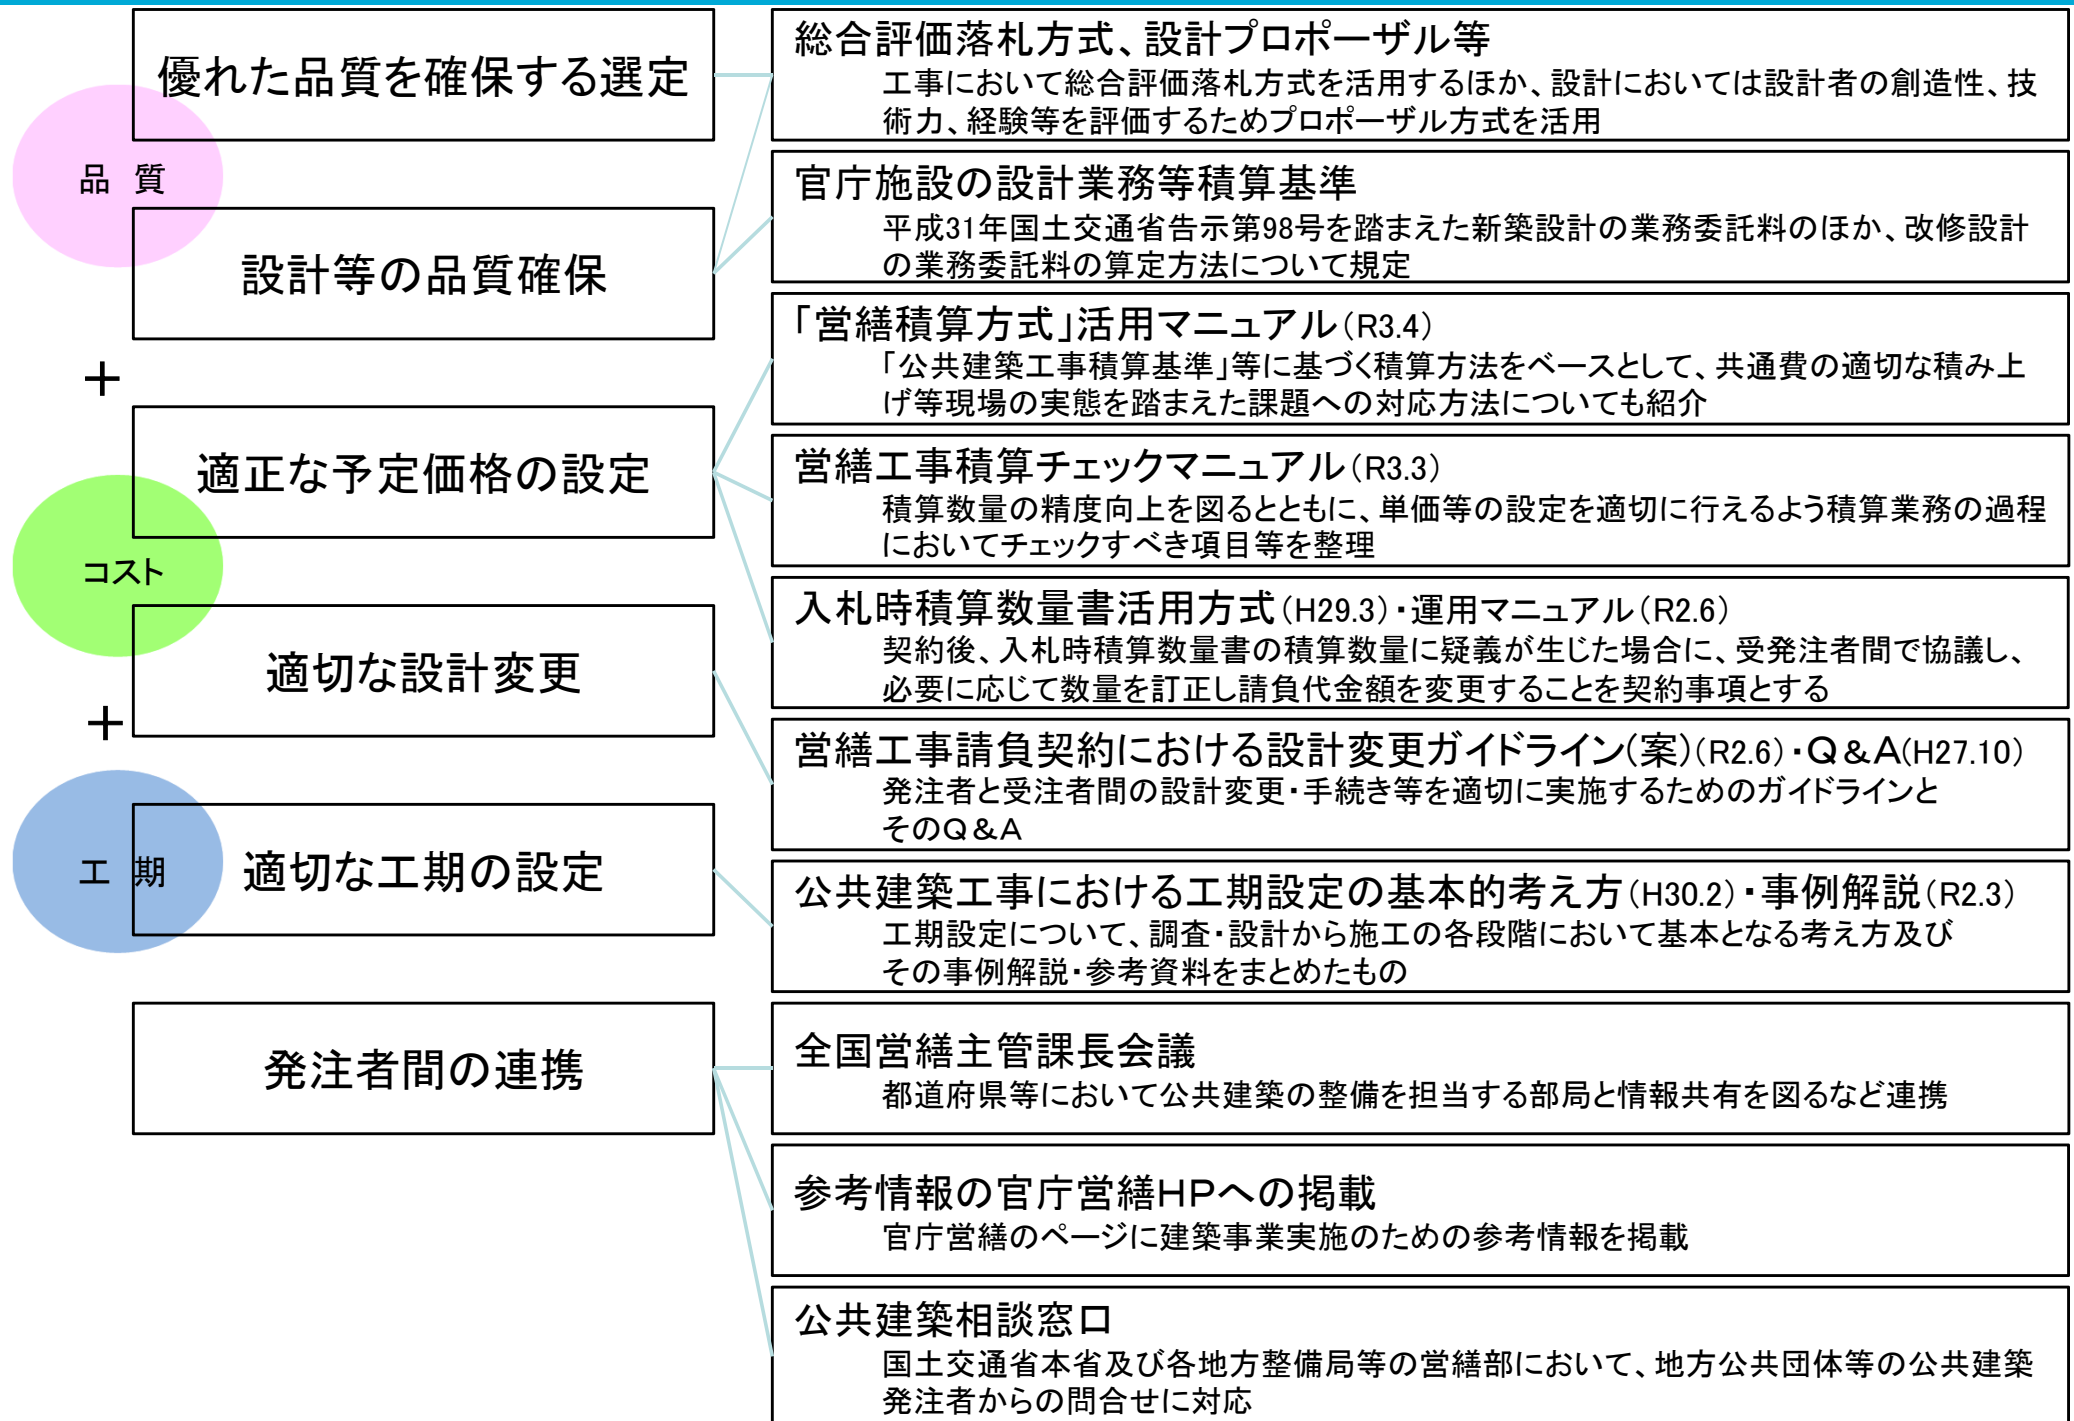 優れた品質を確保する選定
総合評価落札方式、設計プロポーザル等
工事において総合評価落札方式を活用するほか、設計においては設計者の創造性、技
術力、経験等を評価するためプロポーザル方式を活用
品 質
設計等の品質確保
官庁施設の設計業務等積算基準
平成31年国土交通省告示第98号を踏まえた新築設計の業務委託料のほか、改修設計
の業務委託料の算定方法について規定
「営繕積算方式」活用マニュアル(R3.4)
「公共建築工事積算基準」等に基づく積算方法をベースとして、共通費の適切な積み上
げ等現場の実態を踏まえた課題への対応方法についても紹介
+
適正な予定価格の設定
営繕工事積算チェックマニュアル(R3.3)
積算数量の精度向上を図るとともに、単価等の設定を適切に行えるよう積算業務の過程
においてチェックすべき項目等を整理
コスト
入札時積算数量書活用方式(H29.3)・運用マニュアル(R2.6)
契約後、入札時積算数量書の積算数量に疑義が生じた場合に、受発注者間で協議し、
必要に応じて数量を訂正し請負代金額を変更することを契約事項とする
適切な設計変更
+
営繕工事請負契約における設計変更ガイドライン(案)(R2.6)・Q&A(H27.10)
発注者と受注者間の設計変更・手続き等を適切に実施するためのガイドラインと
そのQ&A
工 期
適切な工期の設定
公共建築工事における工期設定の基本的考え方(H30.2)・事例解説(R2.3)
工期設定について、調査・設計から施工の各段階において基本となる考え方及び
その事例解説・参考資料をまとめたもの
発注者間の連携
全国営繕主管課長会議
都道府県等において公共建築の整備を担当する部局と情報共有を図るなど連携
参考情報の官庁営繕HPへの掲載
官庁営繕のページに建築事業実施のための参考情報を掲載
公共建築相談窓口
国土交通省本省及び各地方整備局等の営繕部において、地方公共団体等の公共建築
発注者からの問合せに対応